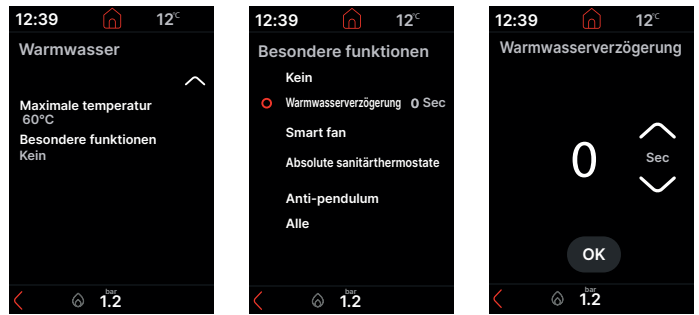 12:39 12°C
Warmwasser
Maximale temperatur
60°C
Besondere funktionen
Kein
bar
1.2
12:39 12°C
Besondere funktionen
Kein
Warmwasserverzögerung 0 Sec
Smart fan
Absolute sanitärthermostate
Anti-pendulum
Alle
bar
1.2
12:39 12°C
Warmwasserverzögerung
0 Sec
OK
bar
1.2